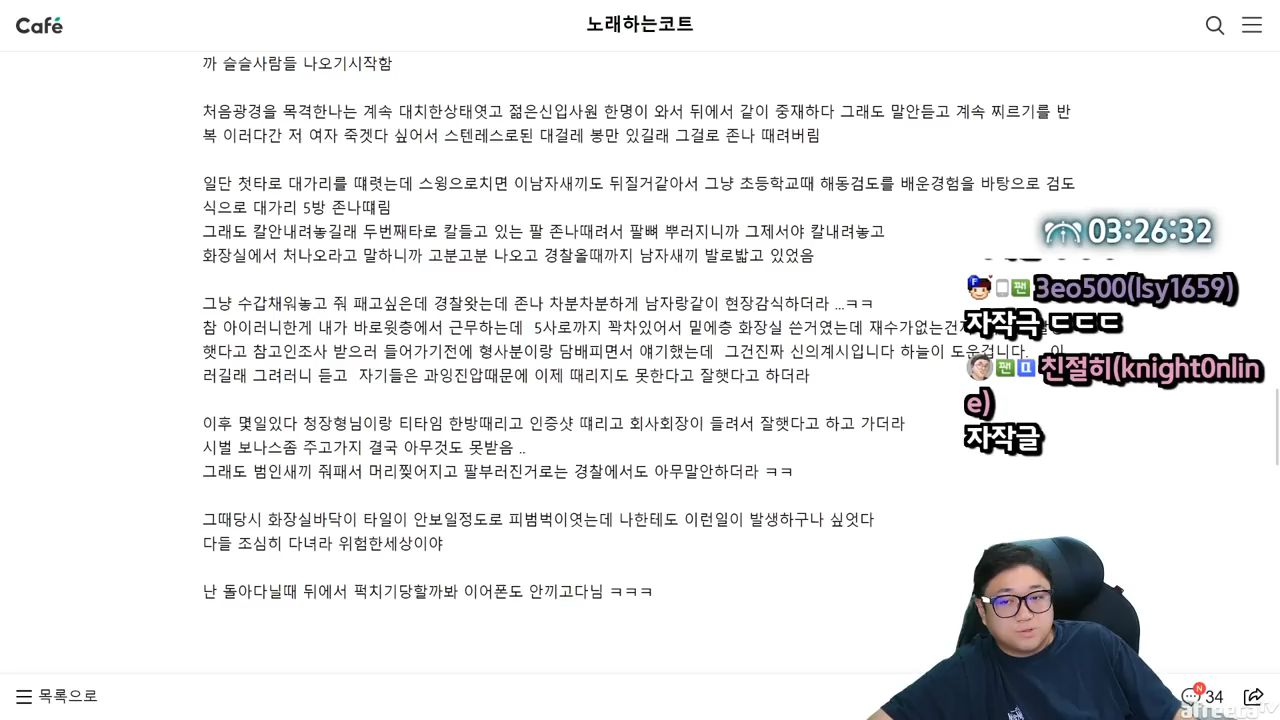 Café
노래하는코트
까 슬슬사람들 나오기시작함
처음광경을 목격한나는 계속 대치한상태엿고 젊은신입사원 한명이 와서 뒤에서 같이 중재하다 그래도 말안듣고 계속 찌르기를 반
복 이러다간 저 여자 죽겟다 싶어서 스텐레스로된 대걸레 봉만 있길래 그걸로 존나 때려버림
일단 첫타로 대가리를 떄렷는데 스윙으로치면 이남자새끼도 뒤질거같아서 그냥 초등학교때 해동검도를 배운경험을 바탕으로 검도
식으로 대가리 5방 존나떄림
그래도 칼안내려놓길래 두번째타로 칼들고 있는 팔 존나때려서 팔뼈 뿌러지니까 그제서야 칼내려놓고
화장실에서 처나오라고 말하니까 고분고분 나오고 경찰올때까지 남자새끼 발로밟고 있었음
03:26:32
3eo500(lsy1659)
그냥 수갑채워놓고 줘 패고싶은데 경찰왓는데 존나 차분차분하게 남자랑같이 현장감식하더라 ...ㅋㅋ
자작극 ㄷㄷㄷ
참 아이러니한게 내가 바로윗층에서 근무하는데 5사로까지 꽉차있어서 밑에층 화장실 쓴거였는데 재수가없는건지
햇다고 참고인조사 받으러 들어가기전에 형사분이랑 담배피면서 얘기했는데 그건진짜 신의계시입니다 하늘이 도운겁니다. 이
러길래 그려러니 듣고 자기들은 과잉진압때문에 이제 때리지도 못한다고 잘햇다고 하더라
친절히(knight0nlin
e)
자작글
이후 몇일있다 청장형님이랑 티타임 한방때리고 인증샷 떄리고 회사회장이 들려서 잘햇다고 하고 가더라
시벌 보나스좀 주고가지 결국 아무것도 못받음 ..
그래도 범인새끼 줘패서 머리찢어지고 팔부러진거로는 경찰에서도 아무말안하더라 ㅋㅋ
그때당시 화장실바닥이 타일이 안보일정도로 피범벅이엿는데 나한테도 이런일이 발생하구나 싶엇다
다들 조심히 다녀라 위험한세상이야
난 돌아다닐때 뒤에서 퍽치기당할까봐 이어폰도 안끼고다님 ㅋㅋㅋ
목록으로
N
34
afreecaTV